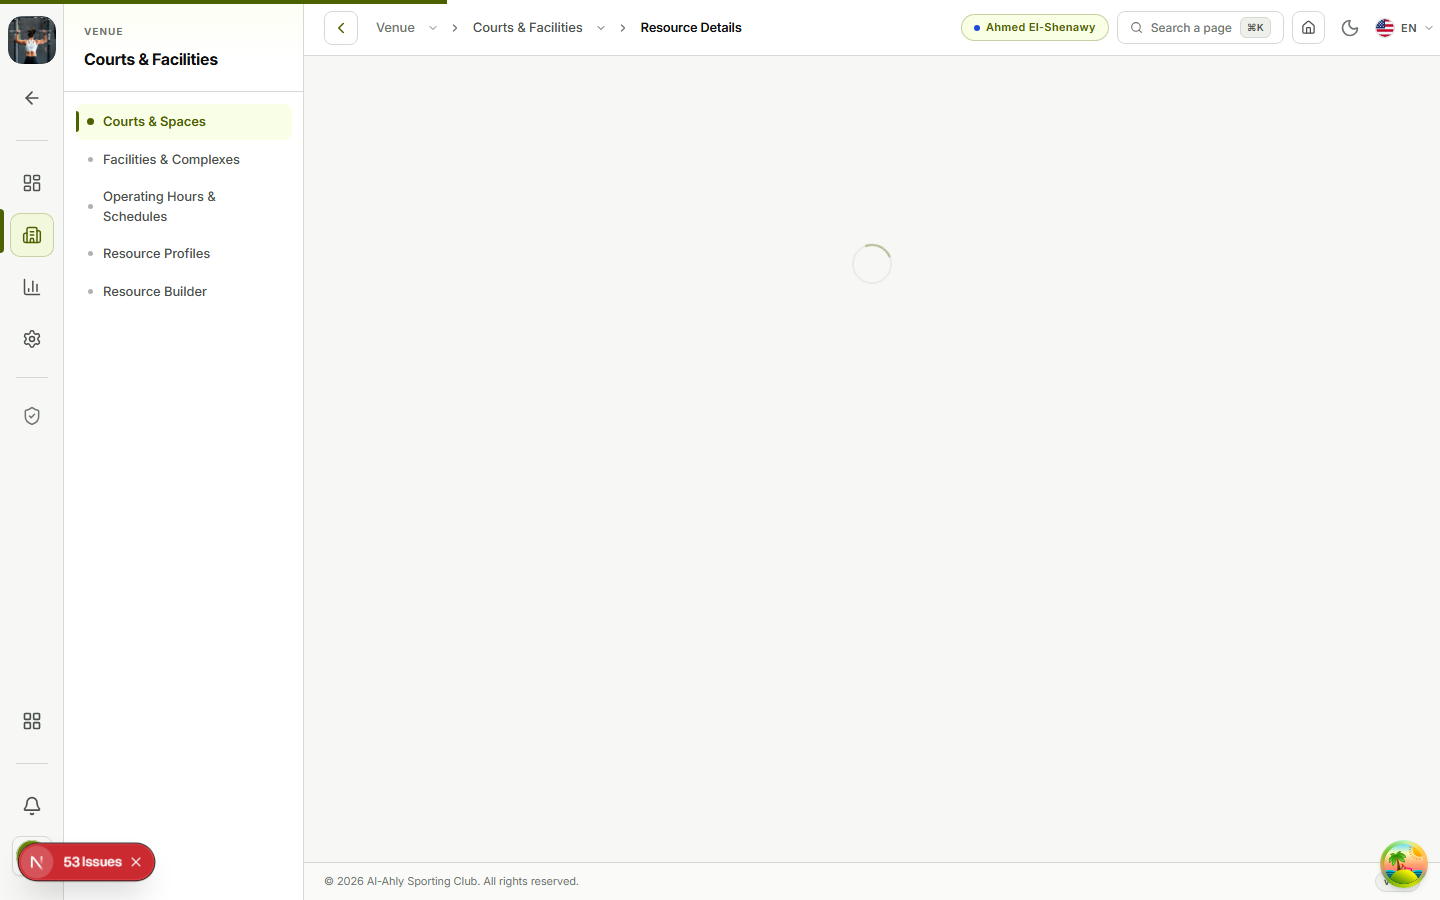 VENUE
Courts & Facilities
Courts & Spaces
Facilities & Complexes
Operating Hours &
Schedules
Resource Profiles
Resource Builder
Venue
Courts & Facilities
Resource Details
Ahmed El-Shenawy
Search a page
⌘K
EN
N
53 Issues
© 2026 Al-Ahly Sporting Club. All rights reserved.